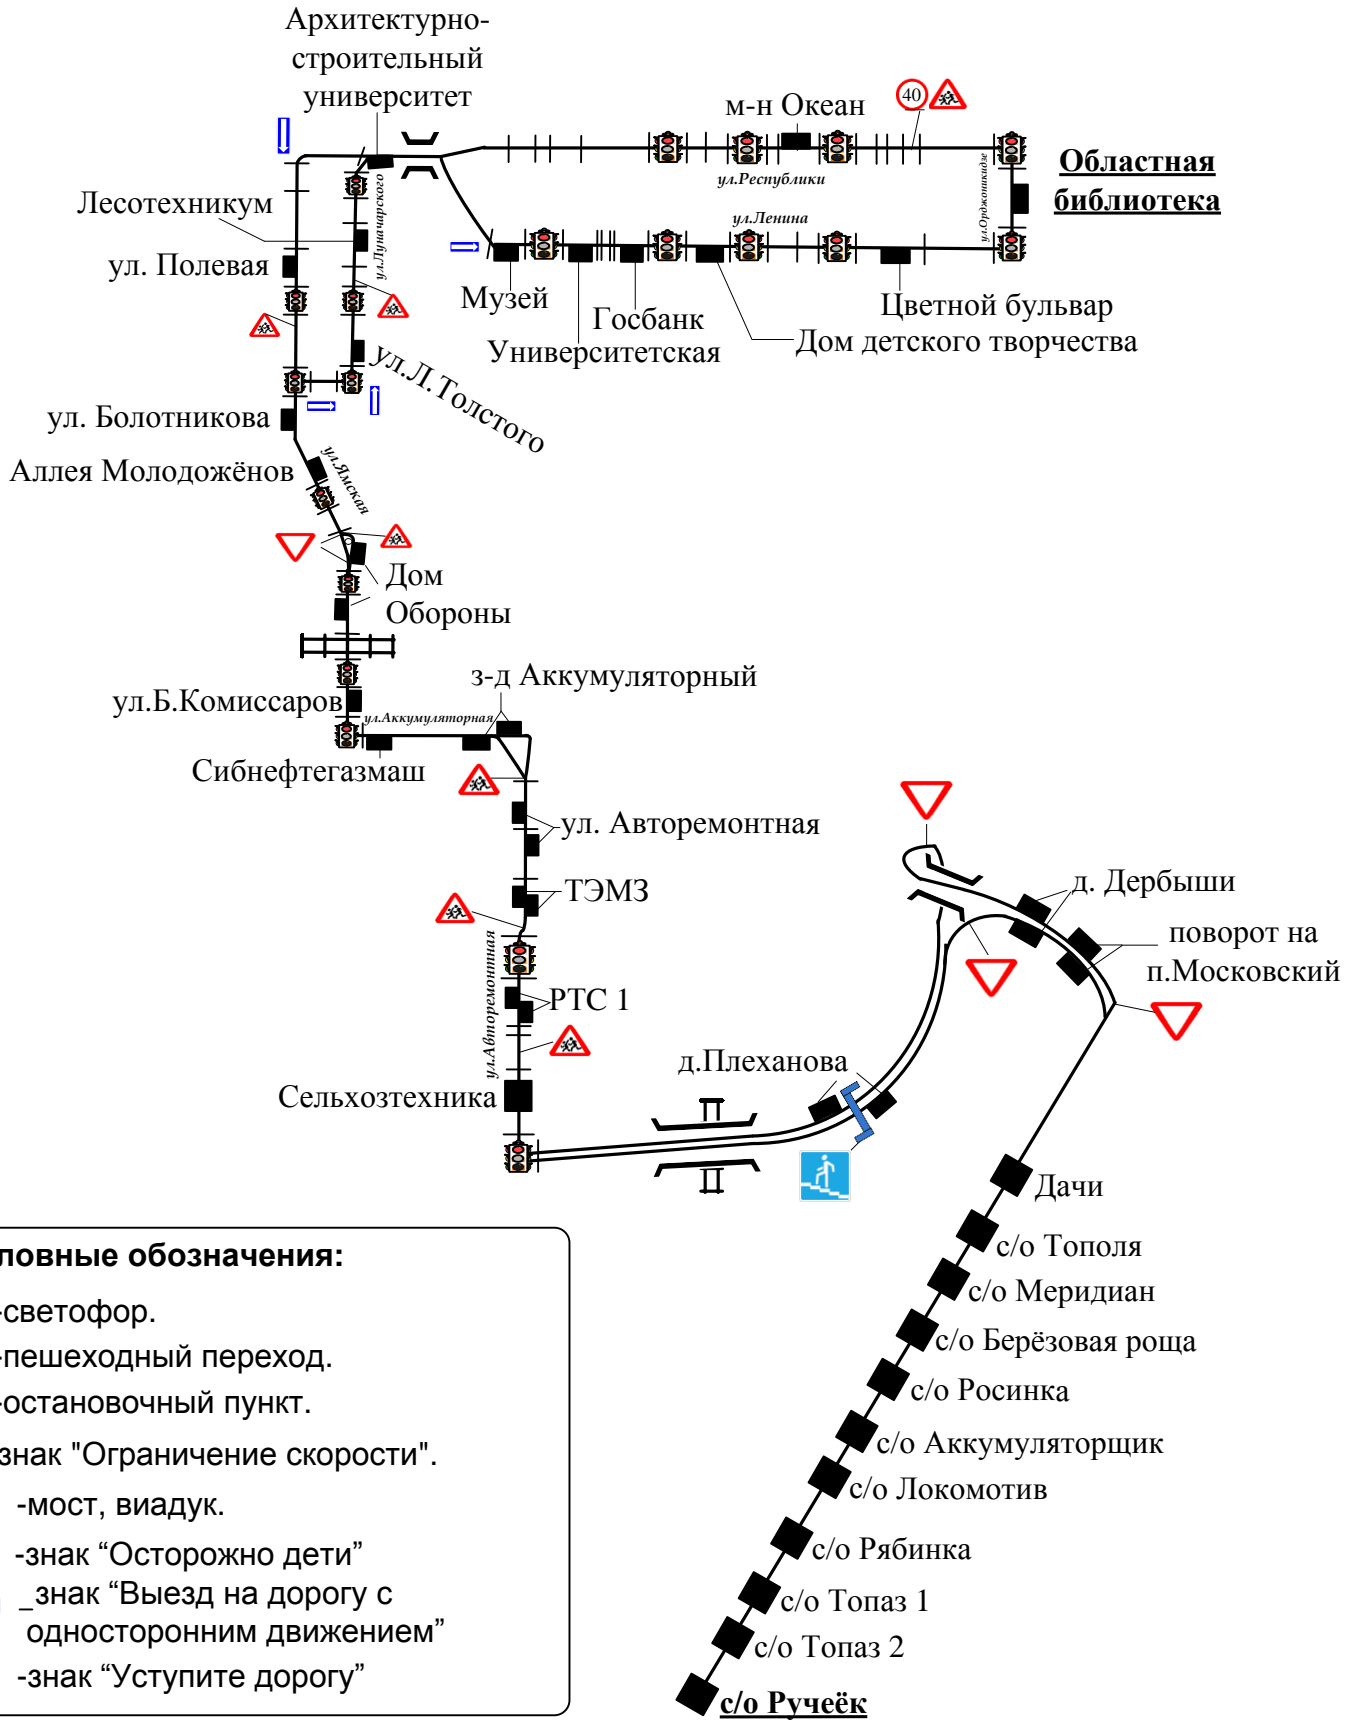 Архитектурно-
строительный
университет
м-н Океан
40
Областная
библиотека
ул.Республики
ул.Орджоникидзе
ул.Ленина
Лесотехникум
ул.Луначарского
ул. Полевая
Музей
Госбанк
Университетская
Цветной бульвар
Дом детского творчества
ул.Л.Толстого
ул. Болотникова
Аллея Молодожёнов
ул.Ямская
Дом
Обороны
з-д Аккумуляторный
ул.Б.Комиссаров
ул.Аккумуляторная
Сибнефтегазмаш
ул. Авторемонтная
ТЭМЗ
д. Дербыши
поворот на
п.Московский
ул.Авторемонтная
РТС 1
д.Плеханова
Сельхозтехника
Дачи
с/о Тополя
с/о Меридиан
с/о Берёзовая роща
с/о Росинка
с/о Аккумуляторщик
с/о Локомотив
с/о Рябинка
с/о Топаз 1
с/о Топаз 2
с/о Ручеёк
ловные обозначения:
-светофор.
-пешеходный переход.
-остановочный пункт.
знак "Ограничение скорости".
-мост, виадук.
-знак “Осторожно дети”
_знак “Выезд на дорогу с
односторонним движением”
-знак “Уступите дорогу”